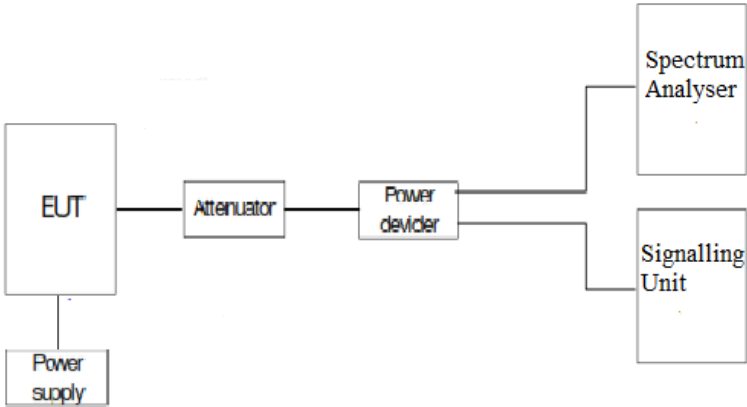 Spectrum
Analyser
EUT
Attenuator
Power
devider
Signalling
Unit
Power
supply